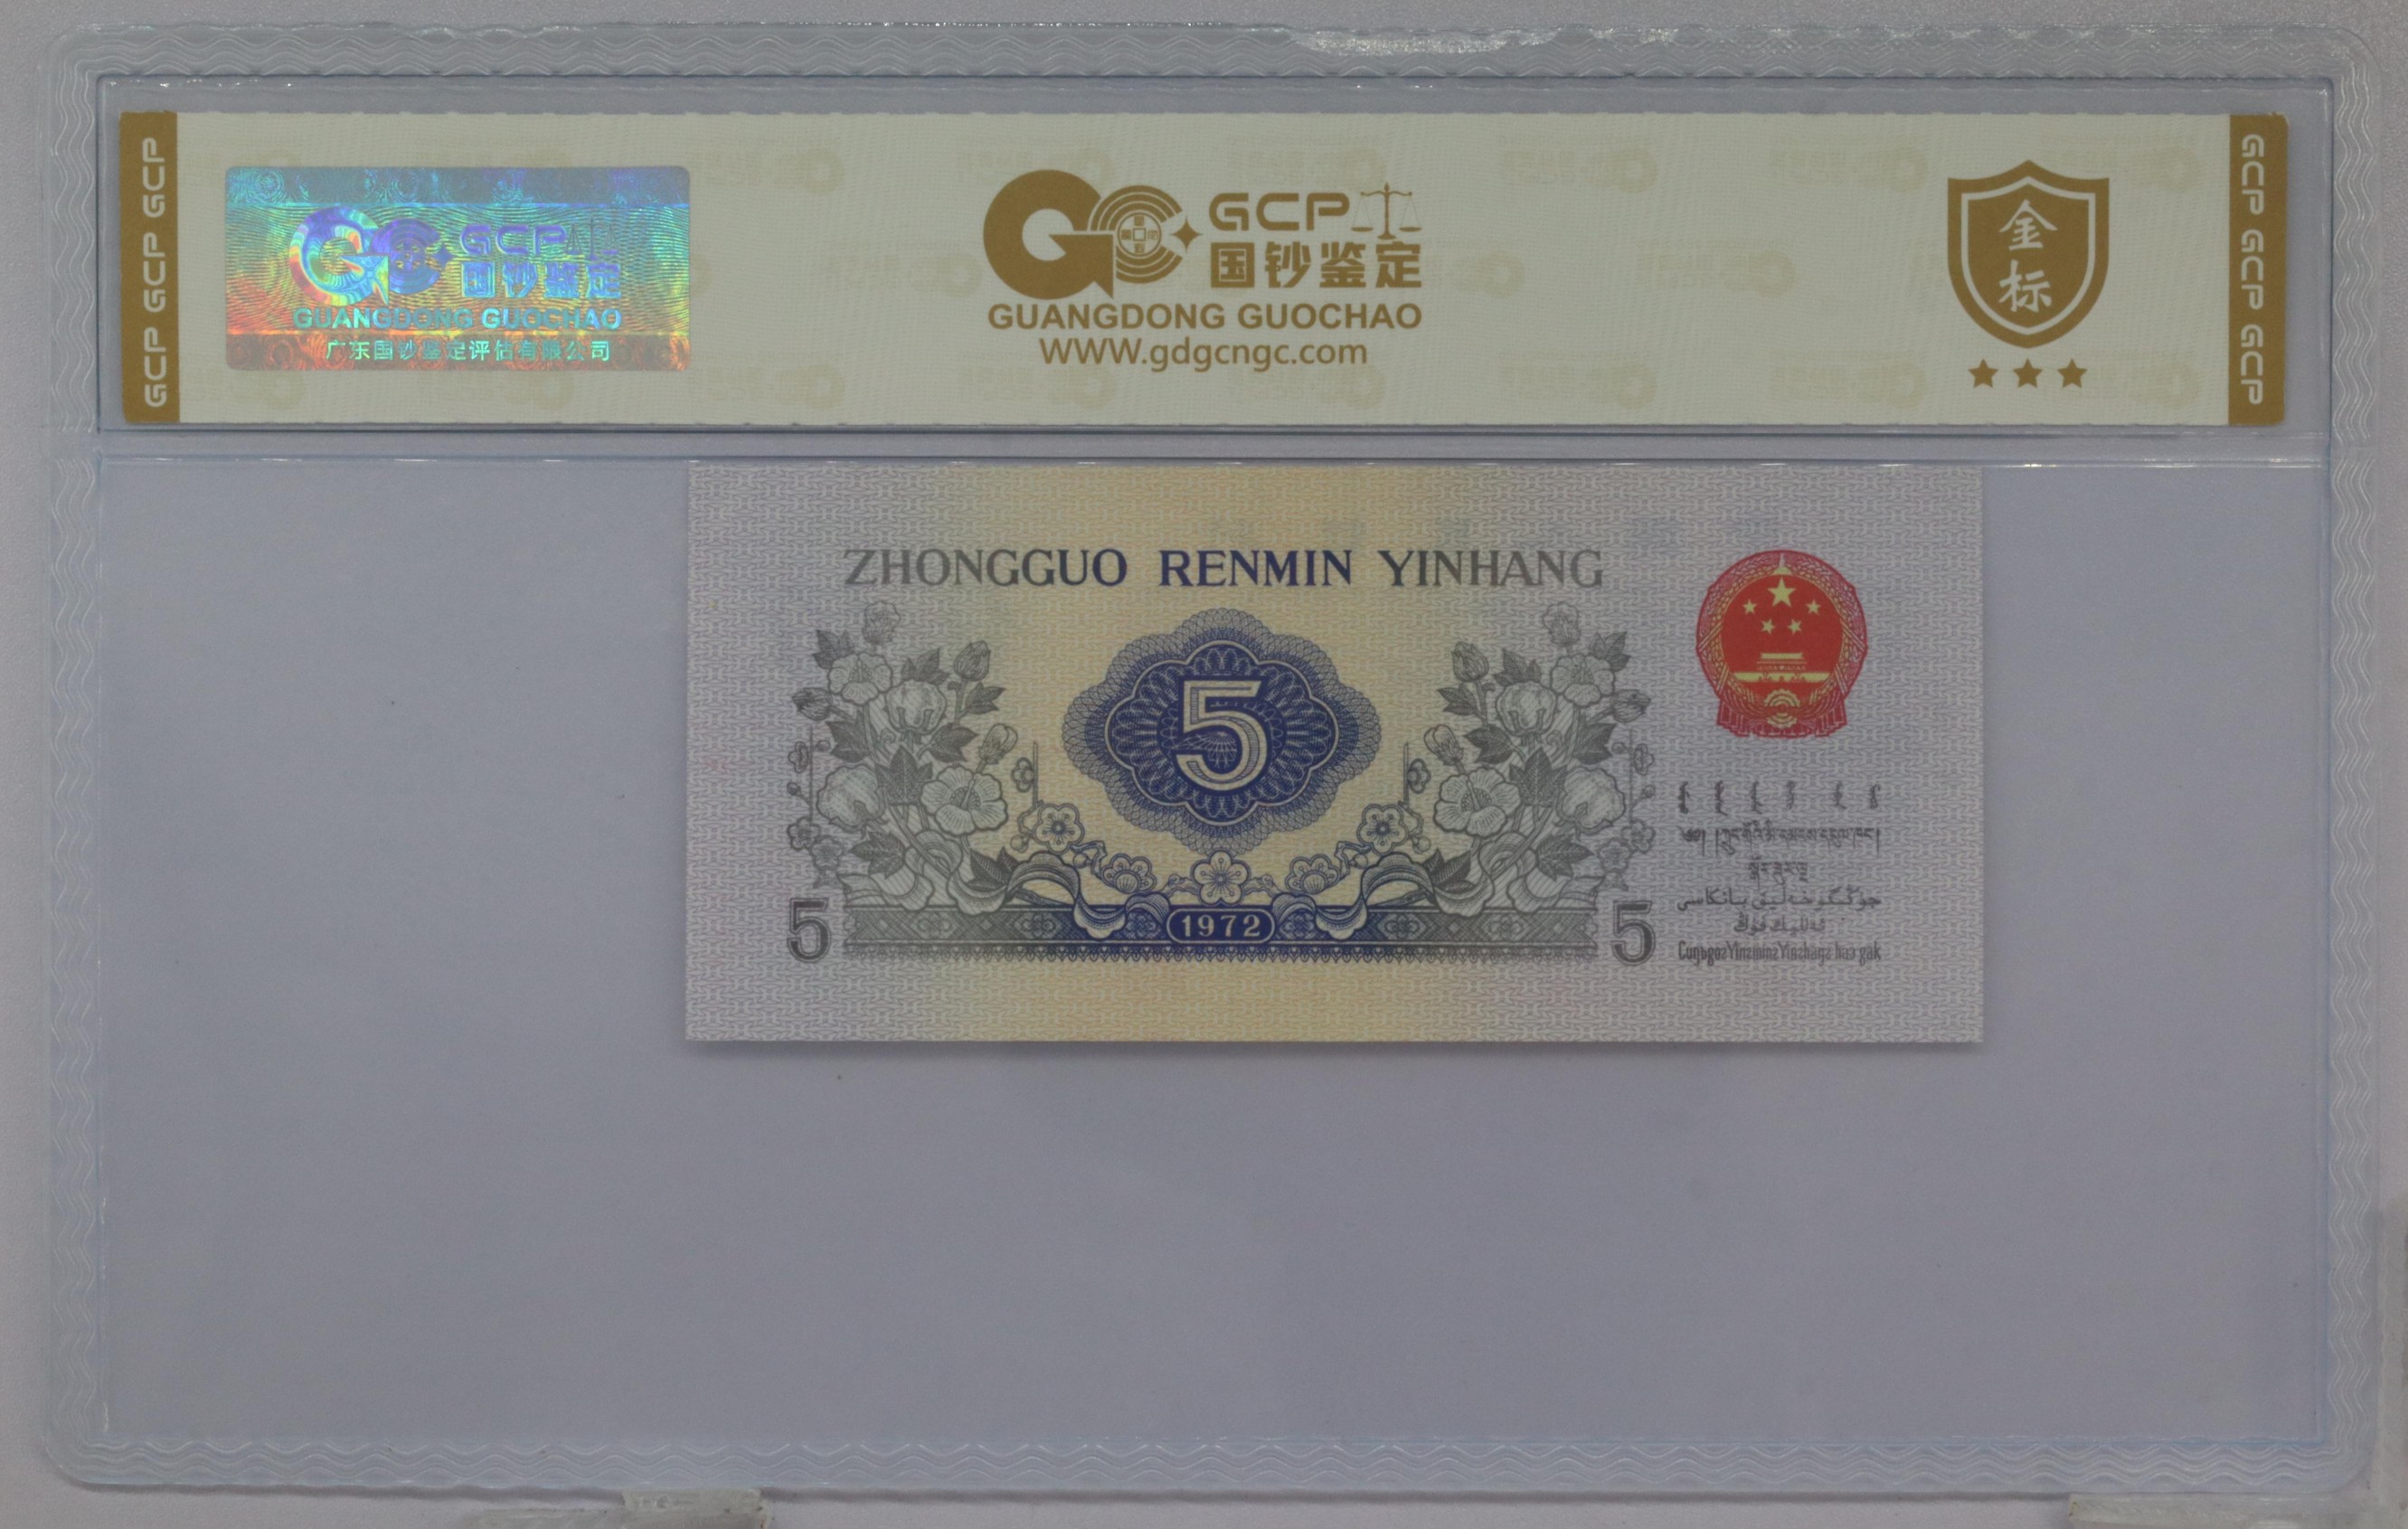 GCP GCP GCP
GCP
国钞鉴定
GUANGDONG GUOCHAO
广东国钞鉴定评估有限公司
GCP
国钞鉴定
GUANGDONG GUOCHAO
WWW.gdgcngc.com
金
标
GCP GCP GCP
ZHONGGUO RENMIN YINHANG
5
1972
5
5